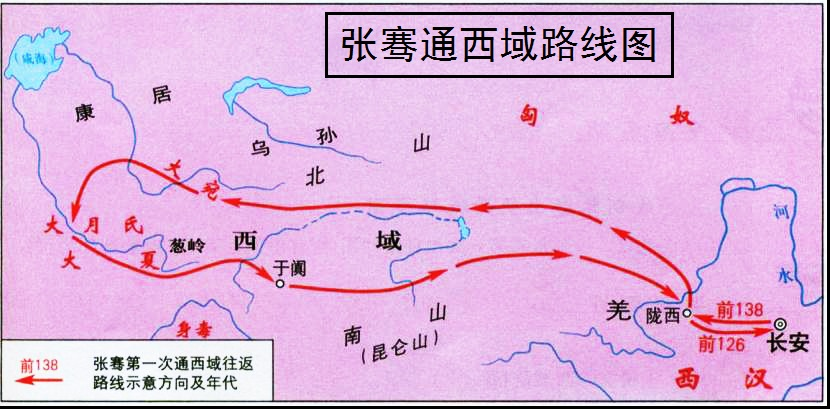 张骞通西域路线图
(咸海)
康居
乌孙
北山
匈奴
大宛
大月氏
大夏
葱岭
西域
于阗
身毒
南山
(昆仑山)
羌
陇西
河水
前138
前126
长安
西汉
前138
张骞第一次通西域往返
路线示意方向及年代